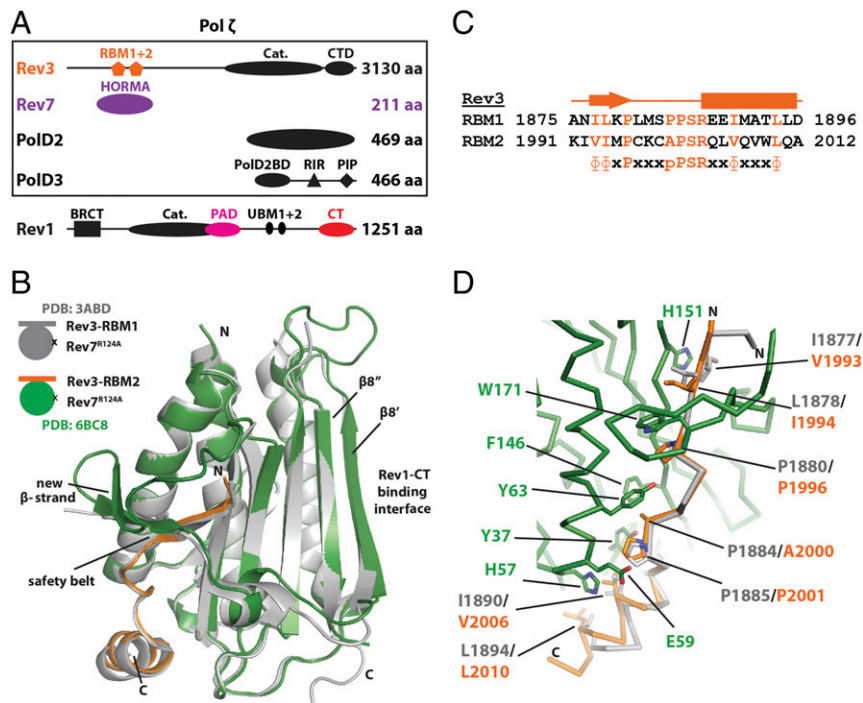 A
Pol ζ
Rev3
RBM1+2
Cat.
CTD
3130 aa
HORMA
Rev7
211 aa
PolD2
469 aa
PolD2BD
RIR
PIP
PolD3
466 aa
BRCT
Cat.
PAD
UBM1+2
CT
Rev1
1251 aa
B
PDB: 3ABD
Rev3-RBM1
Rev7R124A
x
Rev3-RBM2
Rev7R124A
x
PDB: 6BC8
N
β8”
β8’
new
β-strand
N
Rev1-CT
binding
interface
safety belt
C
C
C
Rev3
RBM1 1875 ANILKPLMSPPSREEIMATLLD 1896
RBM2 1991 KIVIMPCKCAPSRQLVQVWLQA 2012
ΦΦxPxxxpPSRxxΦxxxΦ
D
H151
N
N
I1877/
V1993
W171
L1878/
I1994
F146
P1880/
P1996
Y63
Y37
P1884/A2000
H57
P1885/P2001
I1890/
V2006
E59
L1894/
L2010
C